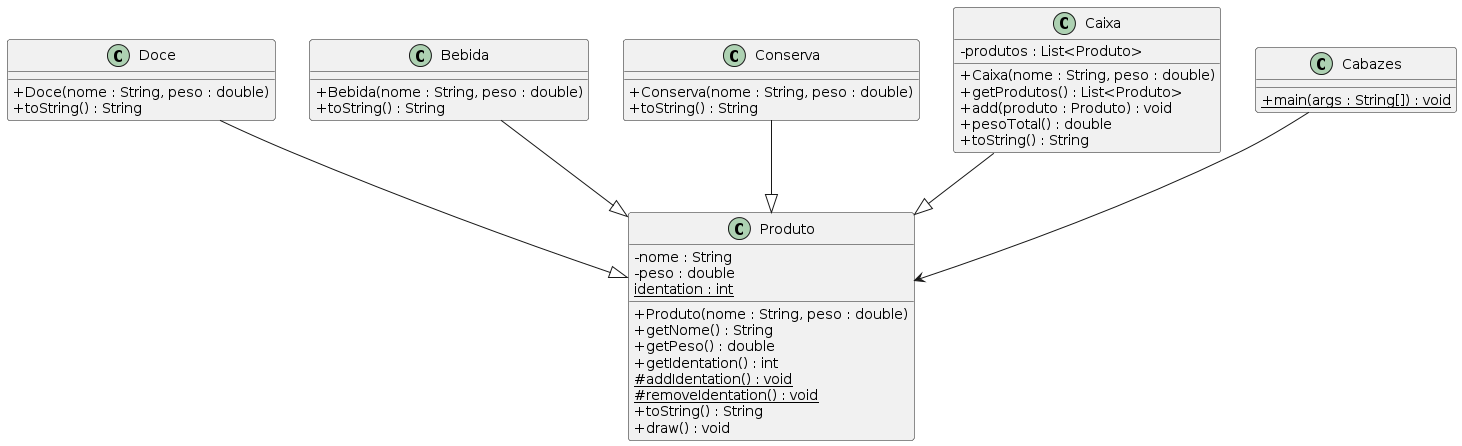 C Doce
+Doce(nome : String, peso : double)
+toString() : String
C Bebida
+Bebida(nome : String, peso : double)
+toString() : String
C Conserva
+Conserva(nome : String, peso : double)
+toString() : String
C Caixa
-produtos : List<Produto>
+Caixa(nome : String, peso : double)
+getProdutos() : List<Produto>
+add(produto : Produto) : void
+pesoTotal() : double
+toString() : String
C Cabazes
+main(args : String[]) : void
C Produto
-nome : String
-peso : double
identation : int
+Produto(nome : String, peso : double)
+getNome() : String
+getPeso() : double
+getIdentation() : int
#addIdentation() : void
#removeIdentation() : void
+toString() : String
+draw() : void